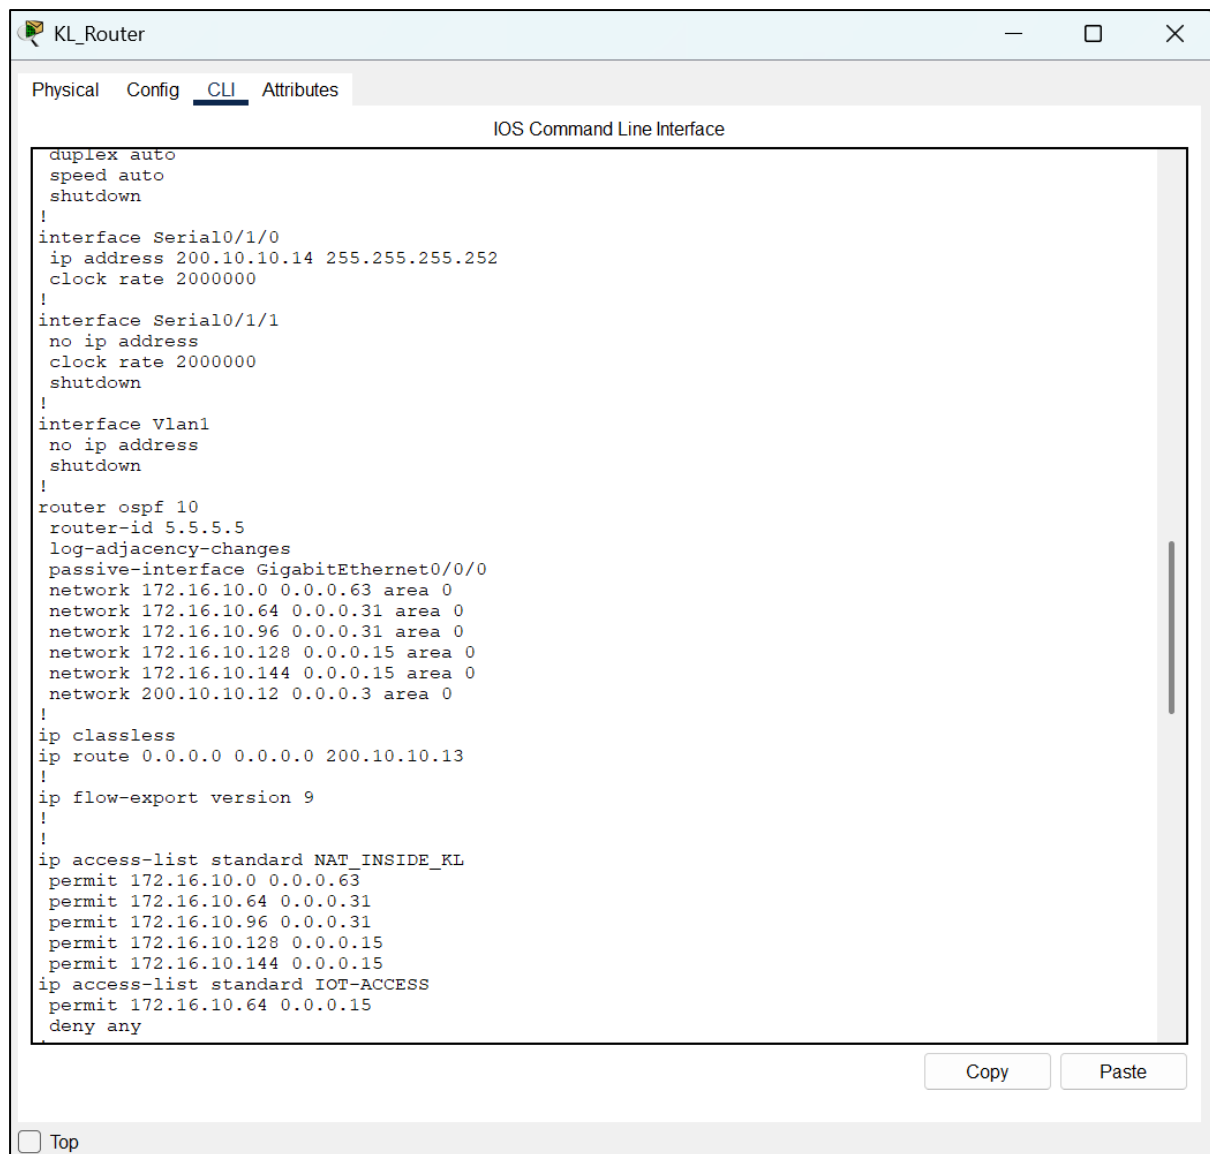 KL_Router
Physical Config CLI Attributes
IOS Command Line Interface
duplex auto
speed auto
shutdown
!
interface Serial0/1/0
ip address 200.10.10.14 255.255.255.252
clock rate 2000000
!
interface Serial0/1/1
no ip address
clock rate 2000000
shutdown
!
interface Vlan1
no ip address
shutdown
!
router ospf 10
router-id 5.5.5.5
log-adjacency-changes
passive-interface GigabitEthernet0/0/0
network 172.16.10.0 0.0.0.63 area 0
network 172.16.10.64 0.0.0.31 area 0
network 172.16.10.96 0.0.0.31 area 0
network 172.16.10.128 0.0.0.15 area 0
network 172.16.10.144 0.0.0.15 area 0
network 200.10.10.12 0.0.0.3 area 0
!
ip classless
ip route 0.0.0.0 0.0.0.0 200.10.10.13
!
ip flow-export version 9
!
!
ip access-list standard NAT_INSIDE_KL
permit 172.16.10.0 0.0.0.63
permit 172.16.10.64 0.0.0.31
permit 172.16.10.96 0.0.0.31
permit 172.16.10.128 0.0.0.15
permit 172.16.10.144 0.0.0.15
ip access-list standard IOT-ACCESS
permit 172.16.10.64 0.0.0.15
deny any
Copy Paste
Top